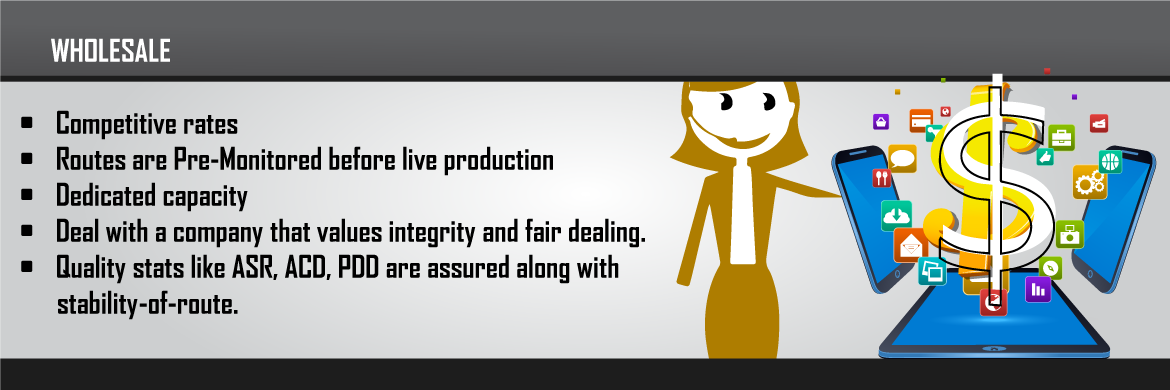 WHOLESALE
▪ Competitive rates
▪ Routes are Pre-Monitored before live production
▪ Dedicated capacity
▪ Deal with a company that values integrity and fair dealing.
▪ Quality stats like ASR, ACD, PDD are assured along with
stability-of-route.
$